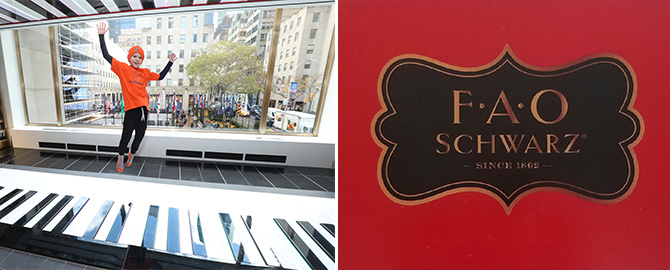 F·A·O
SCHWARZ®
— SINCE 1862 —